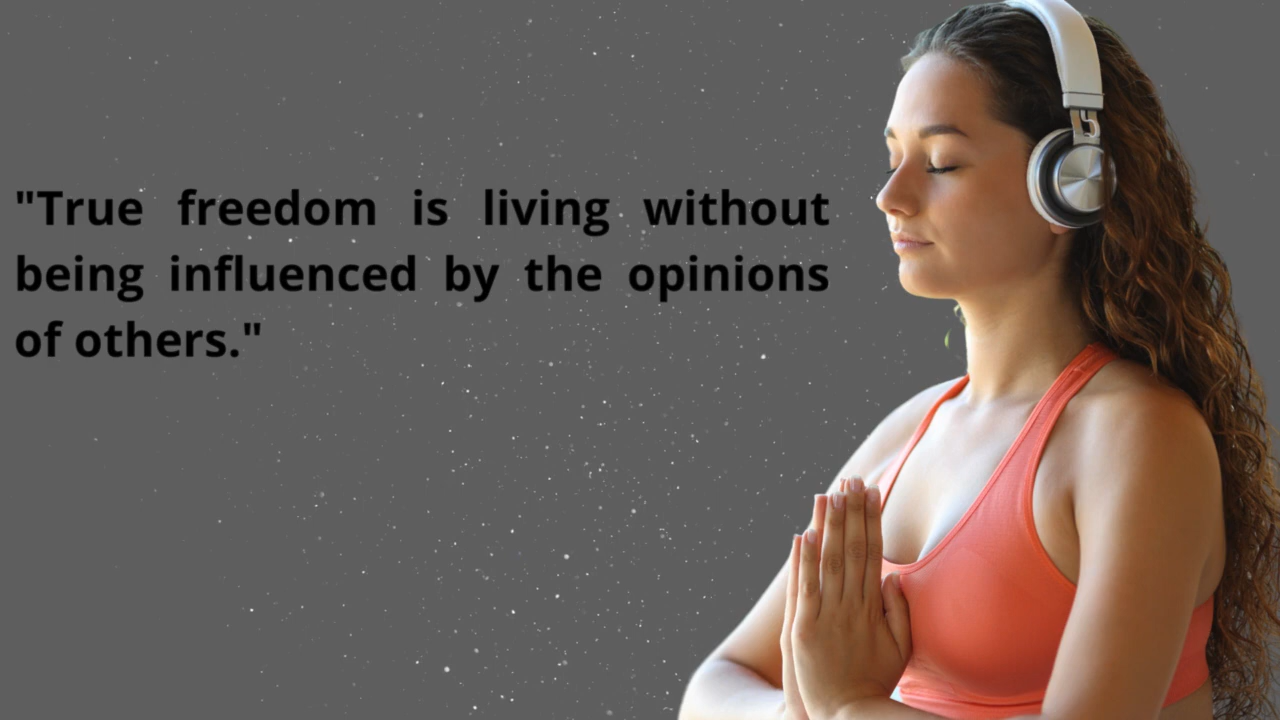 "True freedom is living without
being influenced by the opinions
of others."